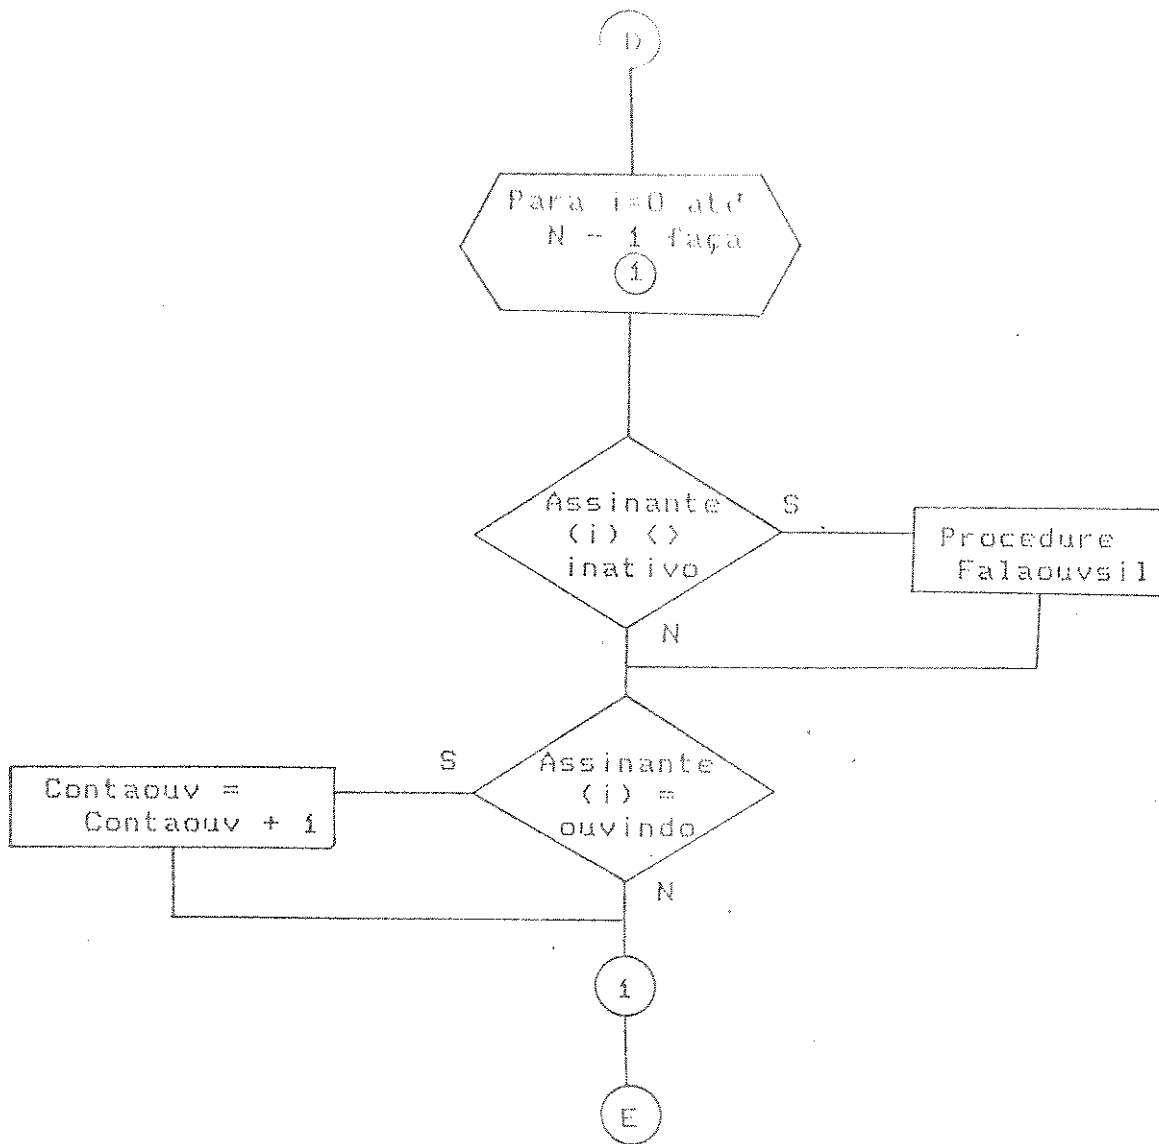 D
Para i=0 até
N - 1 faça
1
Assinante
(i) <>
inativo
S
Procedure
Falaouvsil
N
Assinante
(i) =
ouvindo
S
Contaouv =
Contaouv + 1
N
1
E